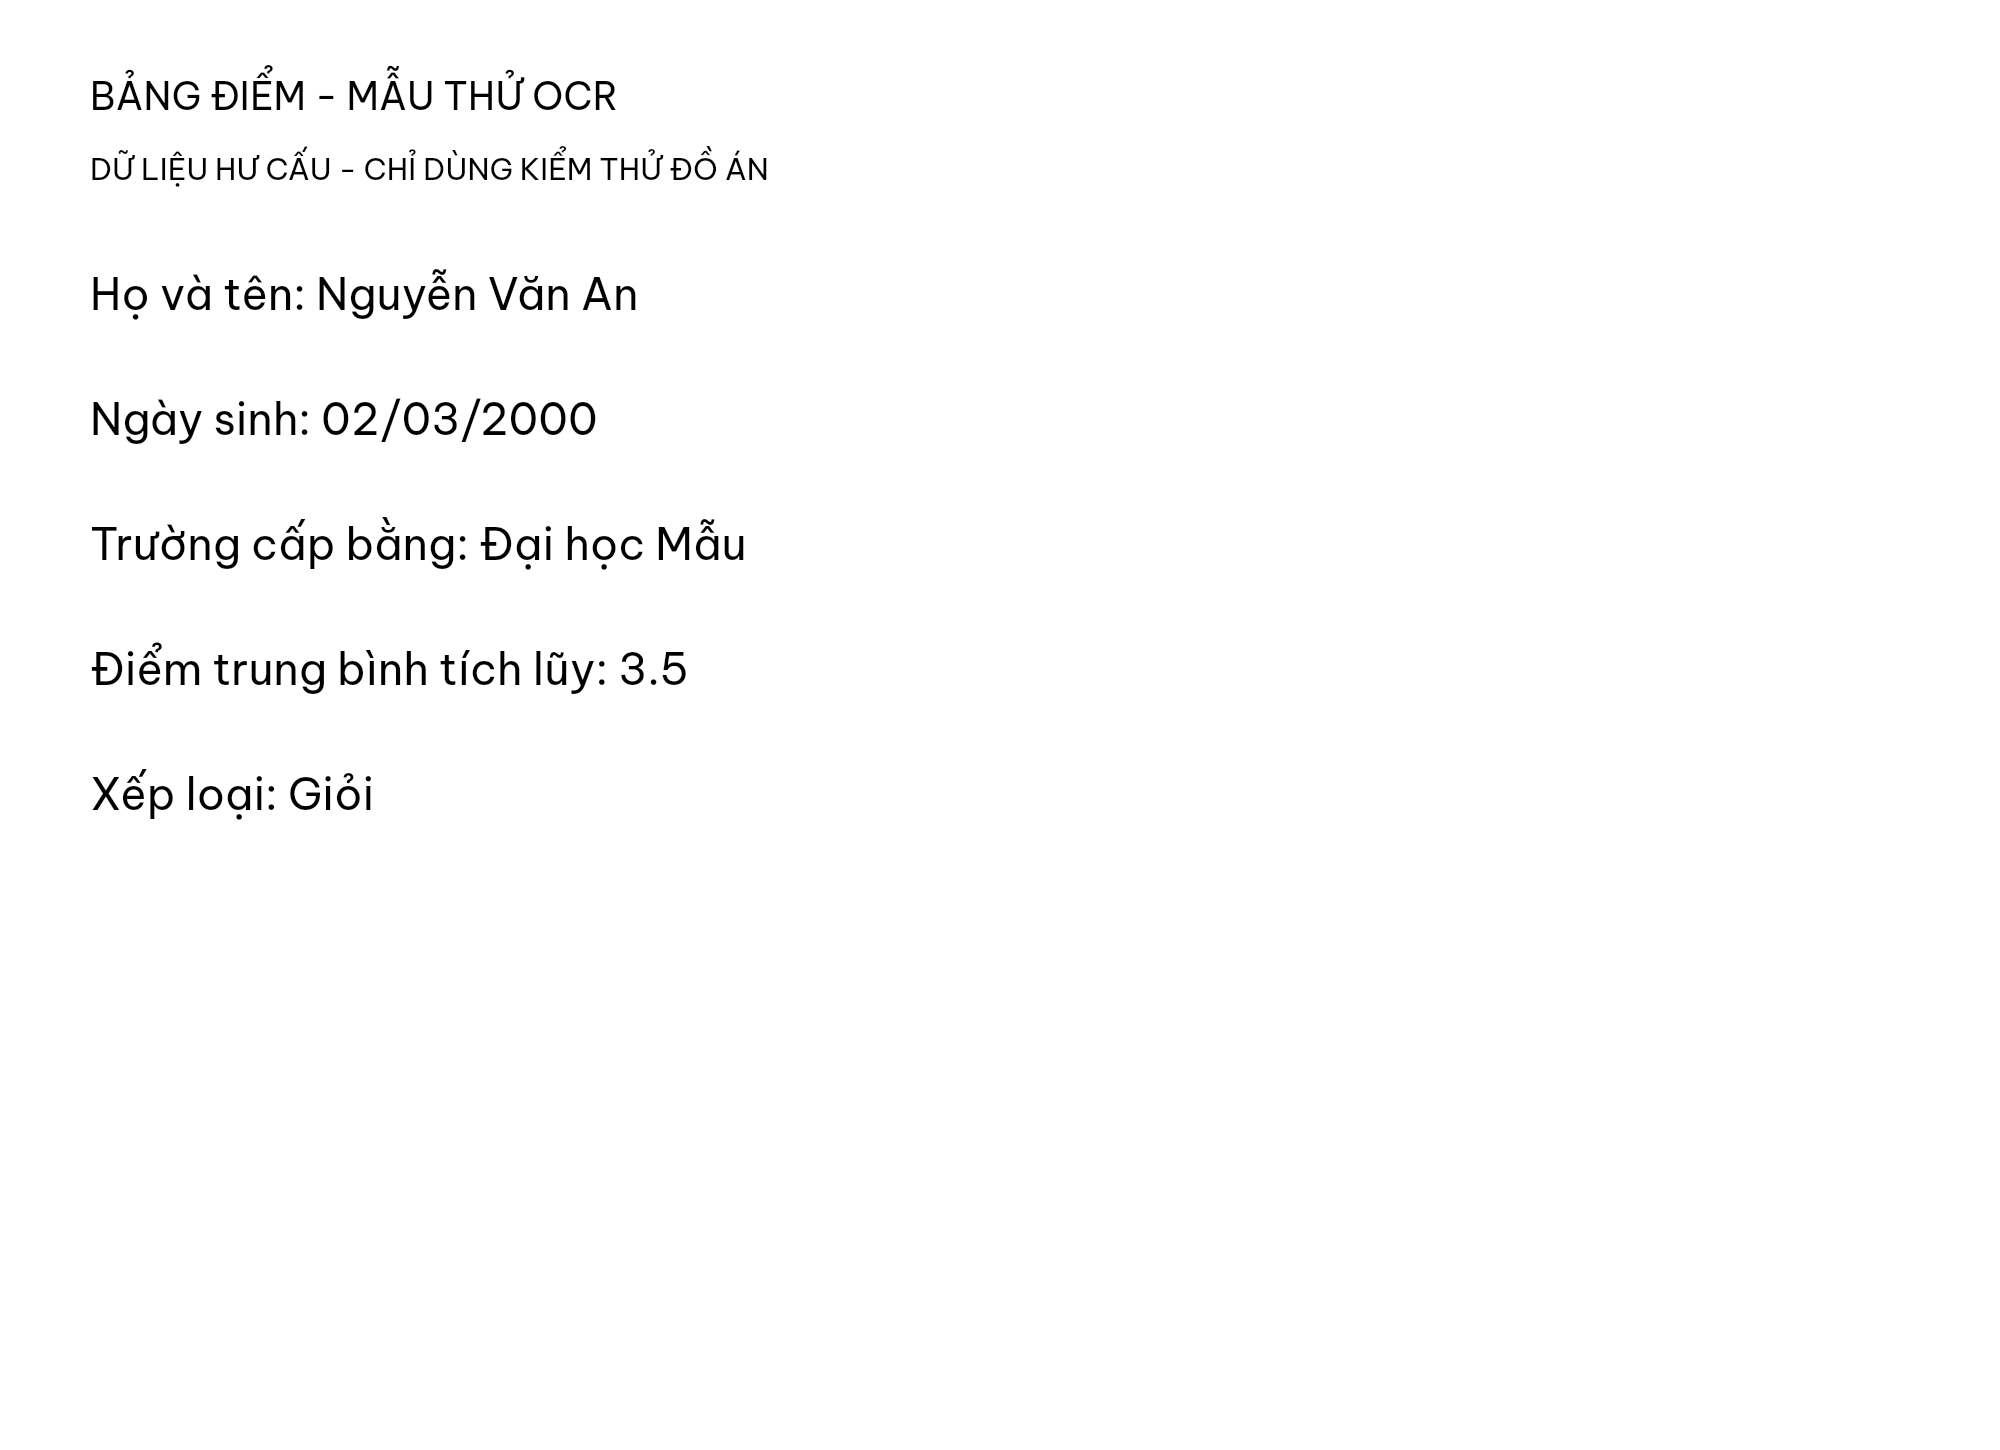 BẢNG ĐIỂM - MẪU THỬ OCR
DỮ LIỆU HƯ CẤU - CHỈ DÙNG KIỂM THỬ ĐỒ ÁN
Họ và tên: Nguyễn Văn An
Ngày sinh: 02/03/2000
Trường cấp bằng: Đại học Mẫu
Điểm trung bình tích lũy: 3.5
Xếp loại: Giỏi